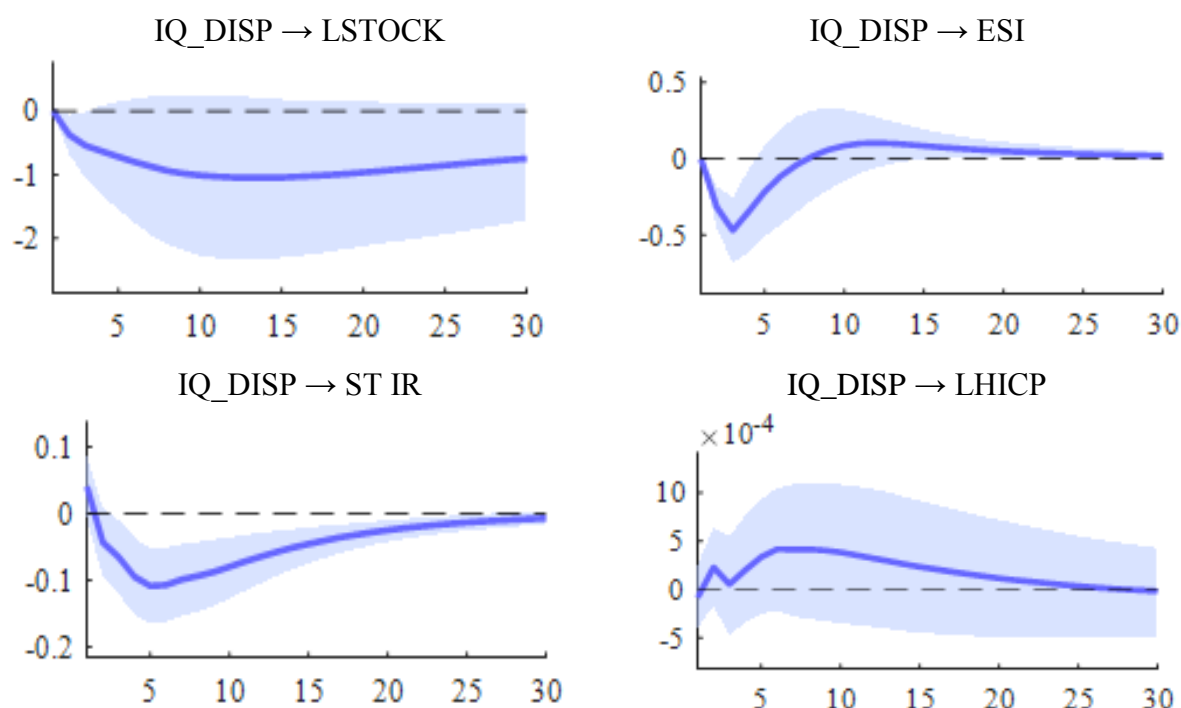 IQ_DISP → LSTOCK
0
-1
-2
5 10 15 20 25 30
IQ_DISP → ESI
0.5
0
-0.5
5 10 15 20 25 30
IQ_DISP → ST IR
0.1
0
-0.1
-0.2
5 10 15 20 25 30
IQ_DISP → LHICP
×10-4
10
5
0
-5
5 10 15 20 25 30